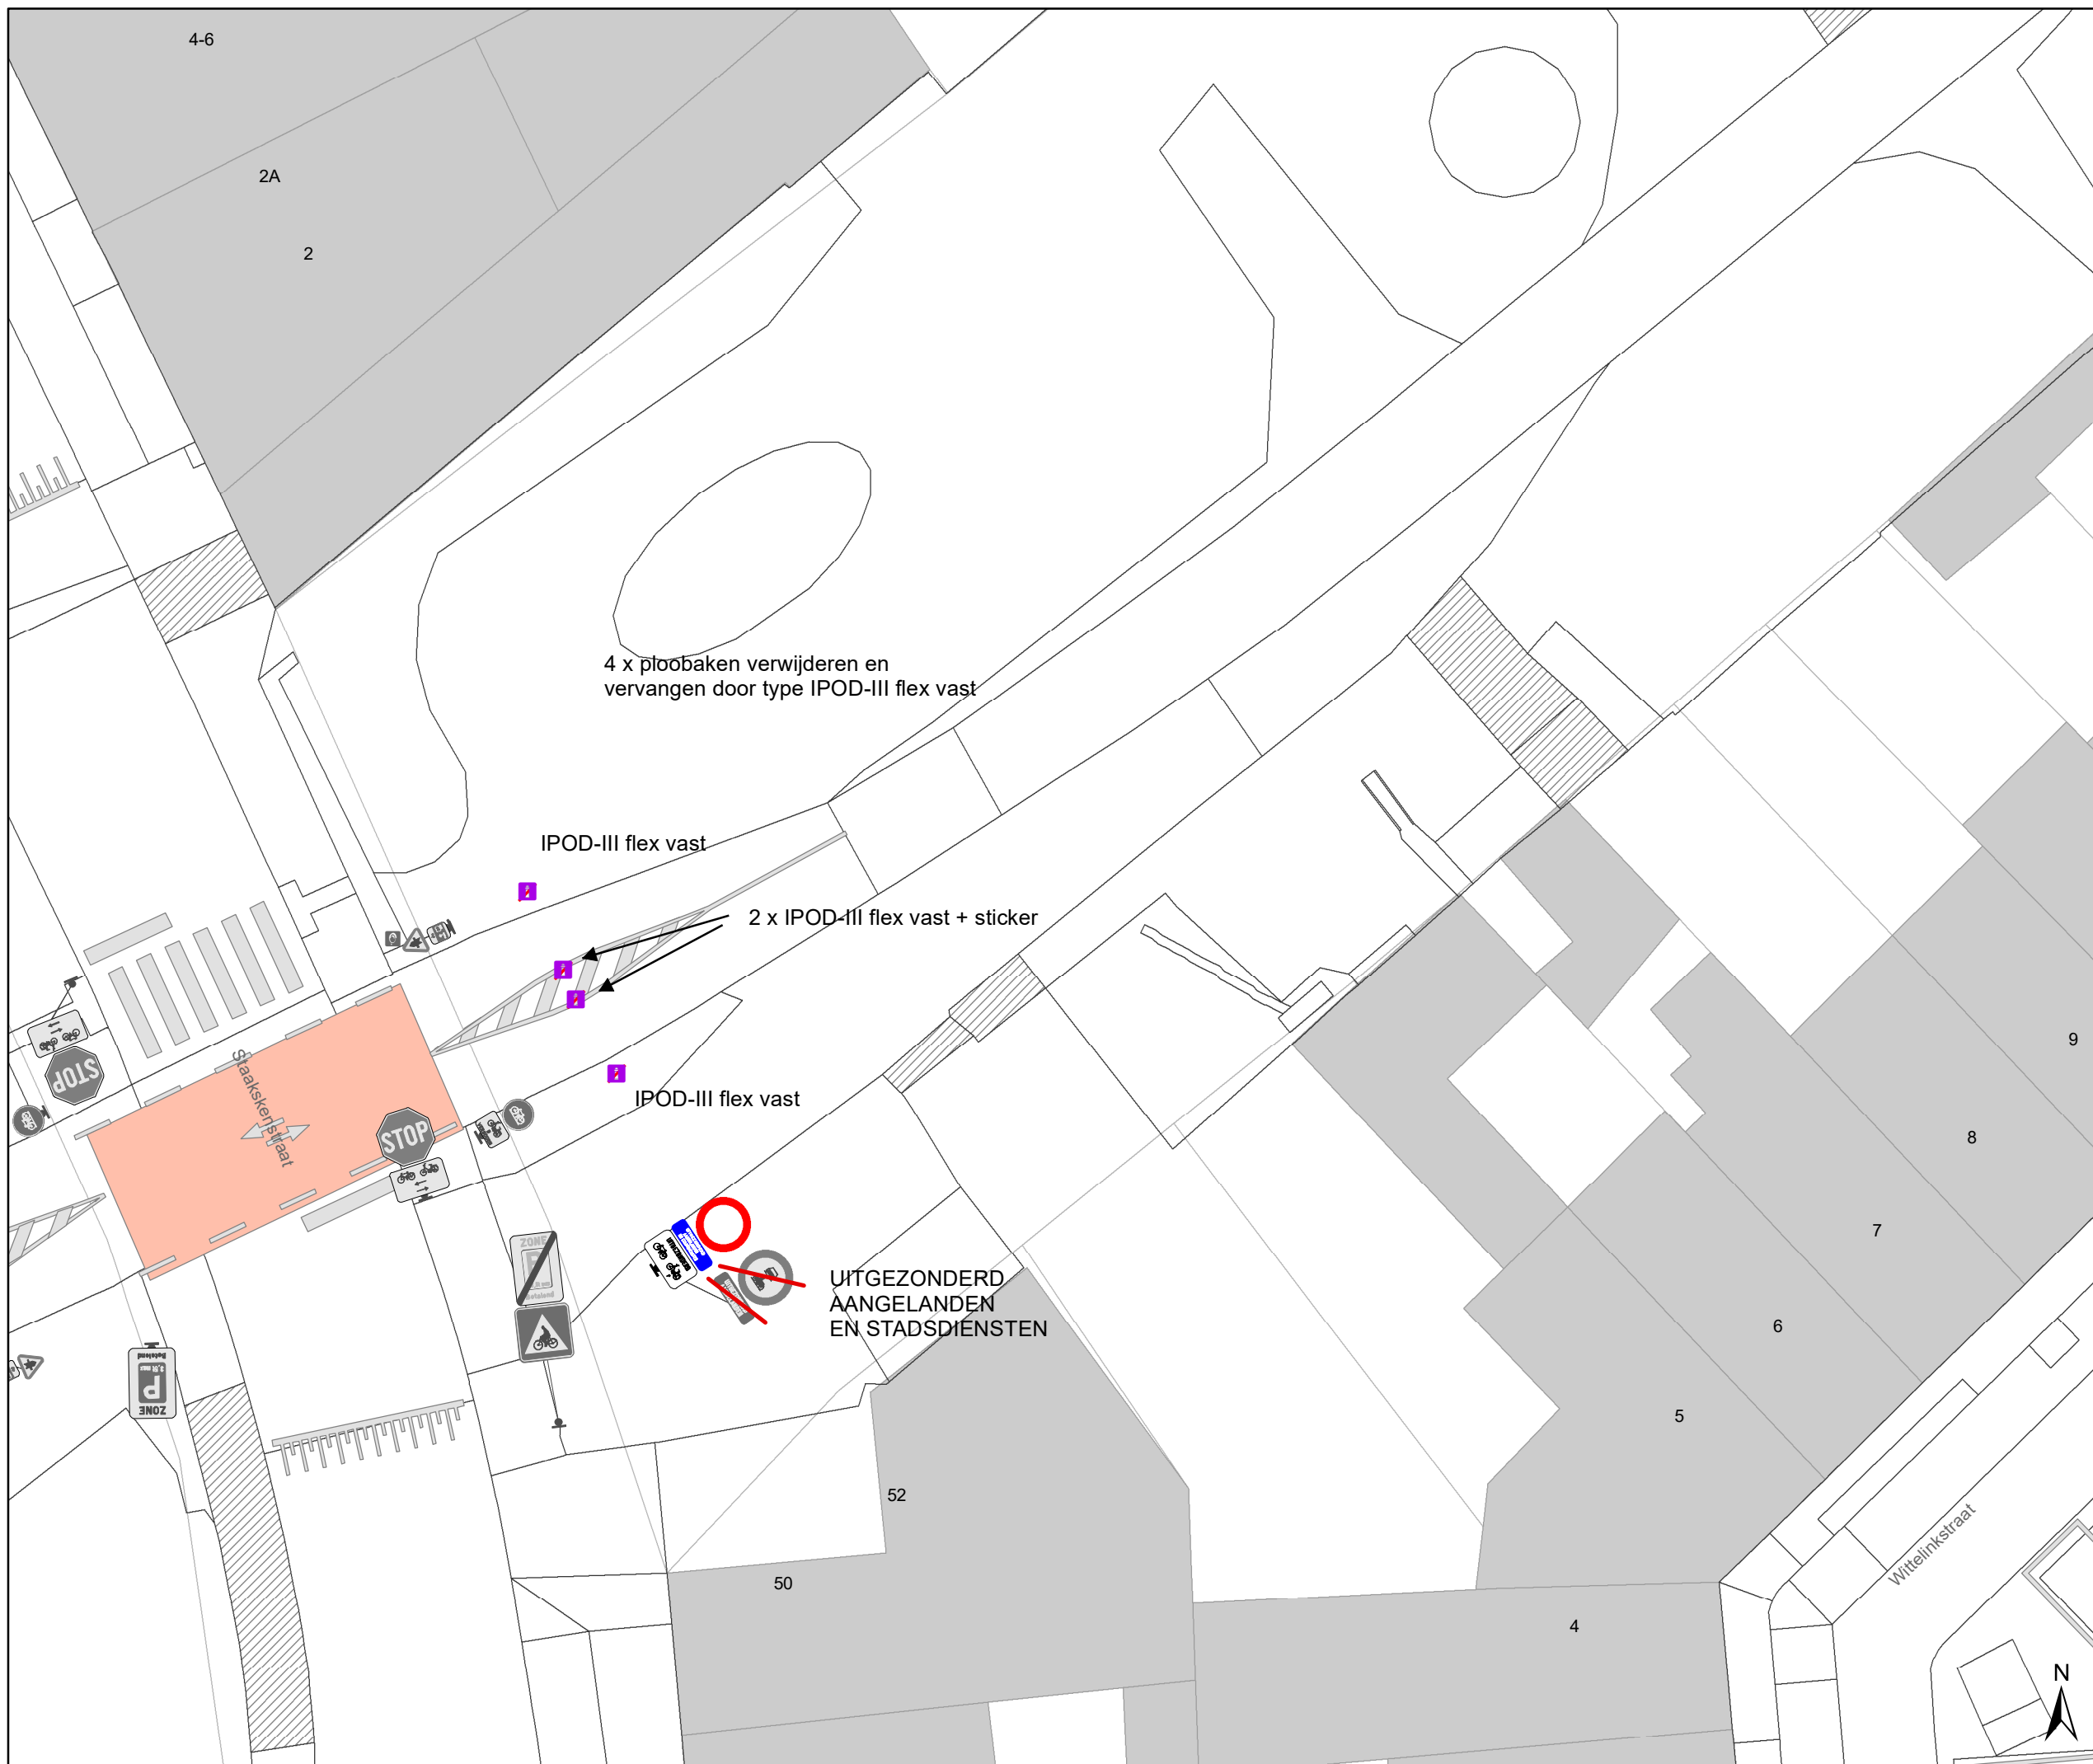 4-6
2A
2
4 x ploobaken verwijderen en
vervangen door type IPOD-III flex vast
IPOD-III flex vast
2 x IPOD-III flex vast + sticker
9
Staakskenstraat
STOP
IPOD-III flex vast
STOP
8
7
ZONE
UITGEZONDERD
AANGELANDEN
EN STADSDIENSTEN
6
P
Betalend
ZONE
5
52
Wittelinkstraat
50
4
N